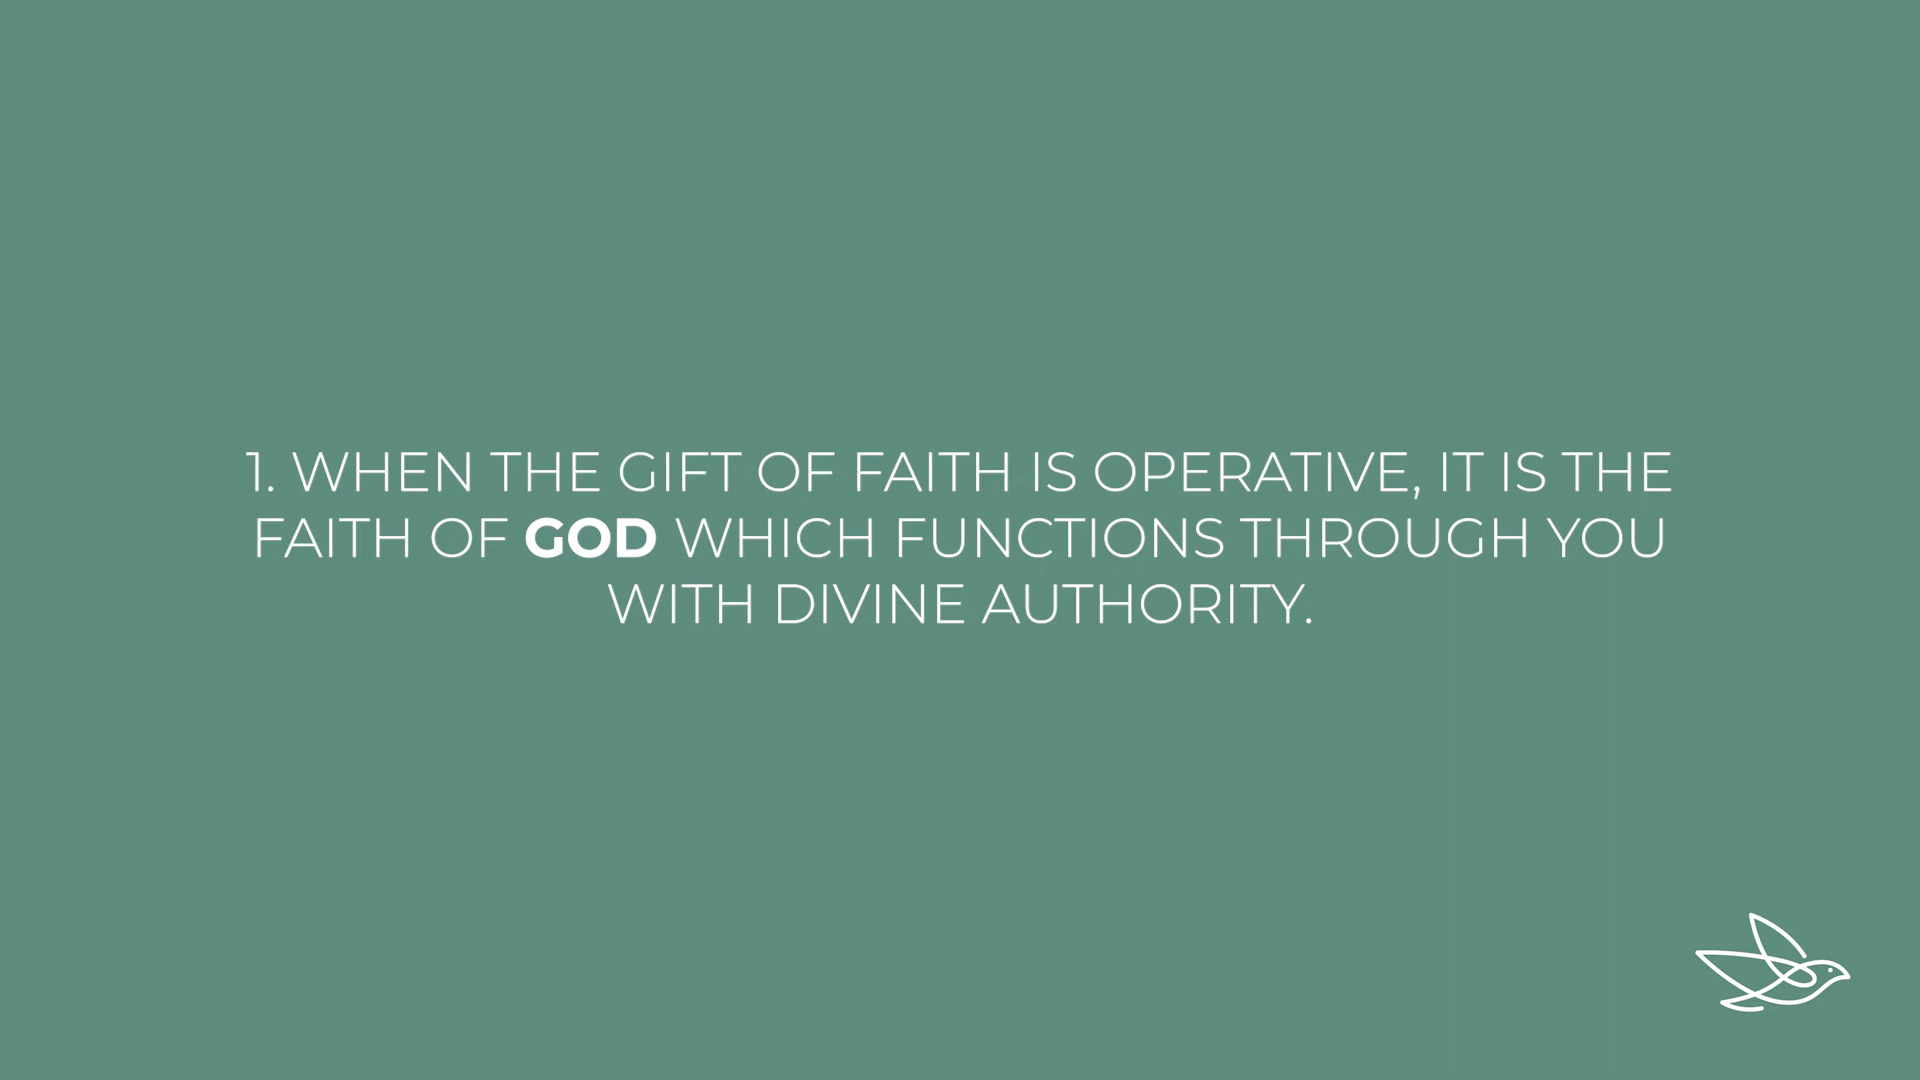 1. WHEN THE GIFT OF FAITH IS OPERATIVE, IT IS THE
FAITH OF GOD WHICH FUNCTIONS THROUGH YOU
WITH DIVINE AUTHORITY.